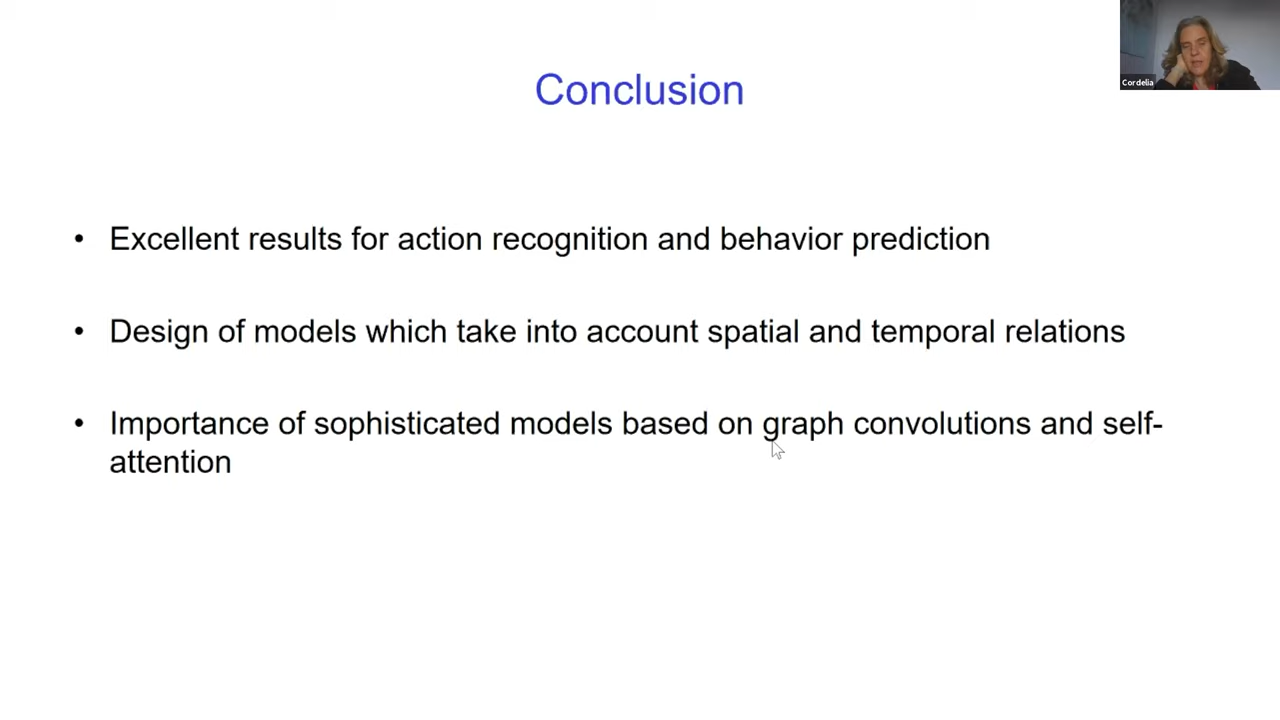 Cordelia
Conclusion
• Excellent results for action recognition and behavior prediction
• Design of models which take into account spatial and temporal relations
• Importance of sophisticated models based on graph convolutions and self-
attention